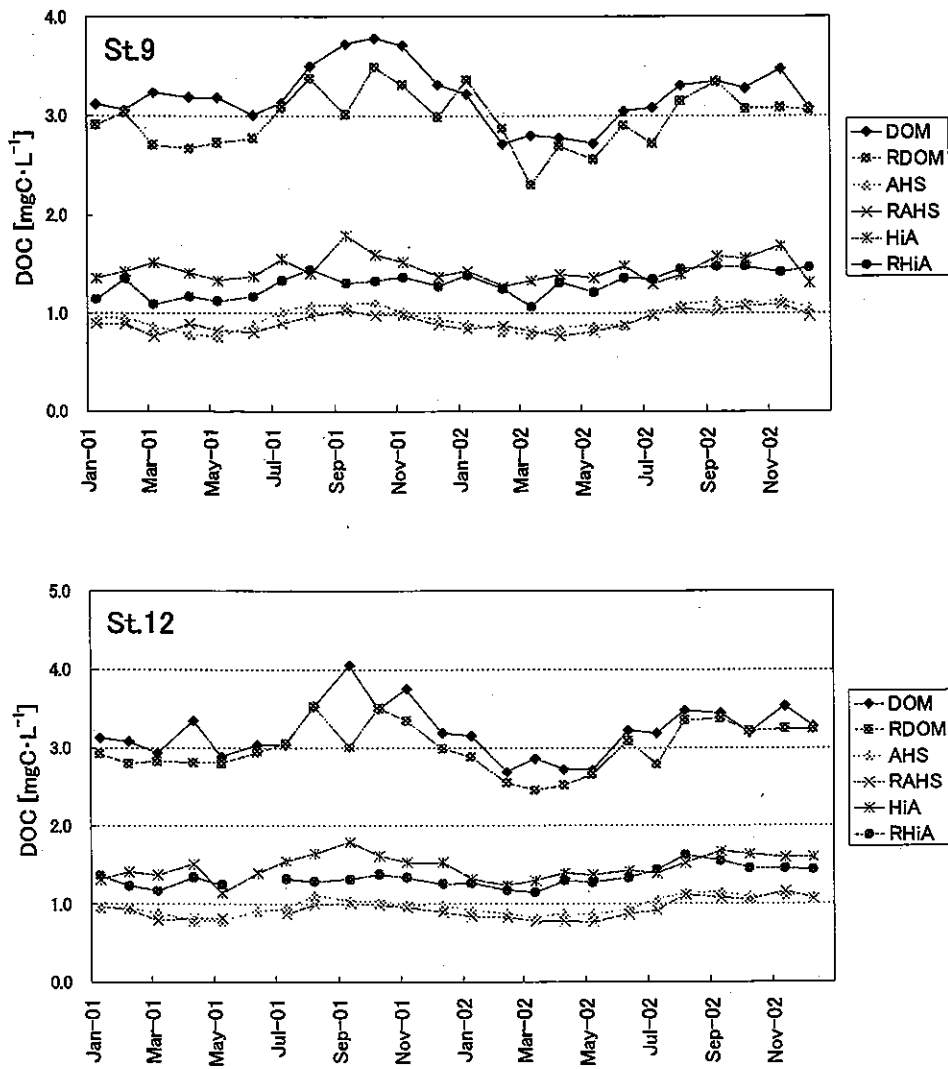 St.9
DOC [mgC·L⁻¹]
4.0
3.0
2.0
1.0
0.0
Jan-01
Mar-01
May-01
Jul-01
Sep-01
Nov-01
Jan-02
Mar-02
May-02
Jul-02
Sep-02
Nov-02
DOM
RDOM
AHS
RAHS
HiA
RHiA
St.12
DOC [mgC·L⁻¹]
5.0
4.0
3.0
2.0
1.0
0.0
Jan-01
Mar-01
May-01
Jul-01
Sep-01
Nov-01
Jan-02
Mar-02
May-02
Jul-02
Sep-02
Nov-02
DOM
RDOM
AHS
RAHS
HiA
RHiA